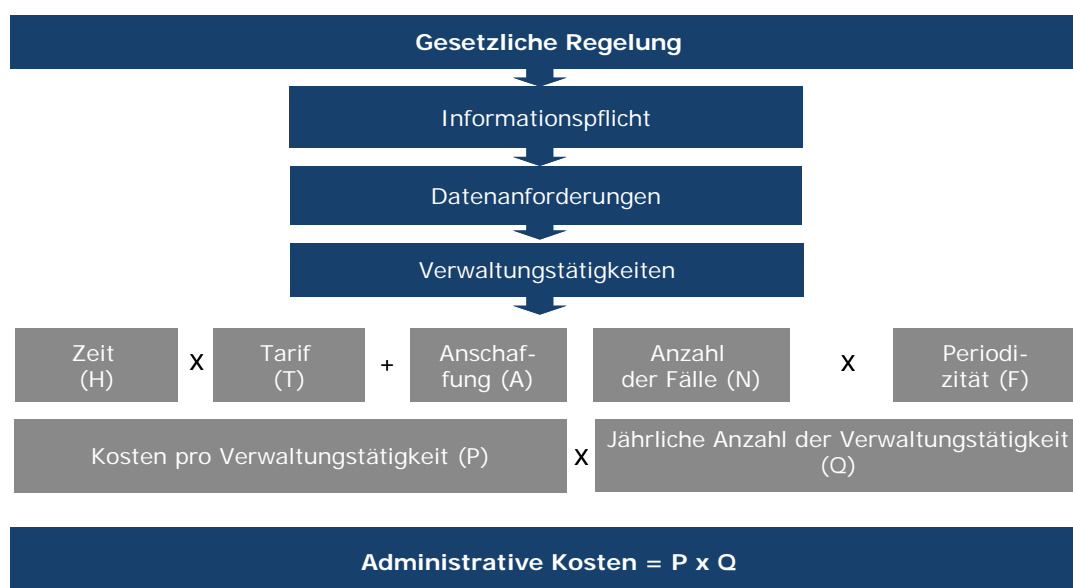 Gesetzliche Regelung
Informationspflicht
Datenanforderungen
Verwaltungstätigkeiten
Zeit
(H)
X
Tarif
(T)
+
Anschaf-
fung (A)
Anzahl
der Fälle (N)
X
Periodi-
zität (F)
Kosten pro Verwaltungstätigkeit (P)
X
Jährliche Anzahl der Verwaltungstätigkeit
(Q)
Administrative Kosten = P x Q